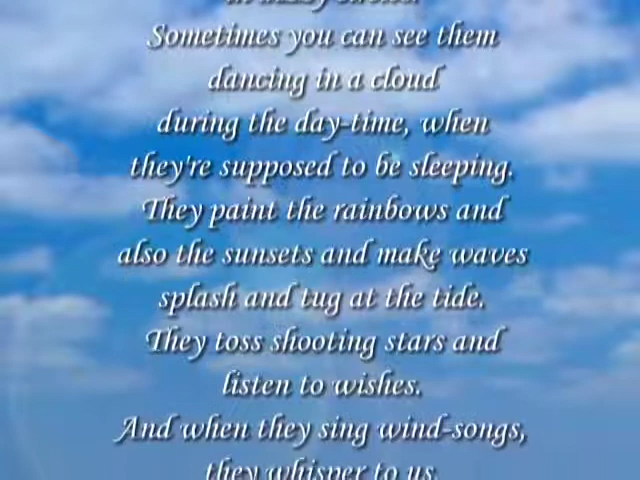 Sometimes you can see them
dancing in a cloud
during the day-time, when
they're supposed to be sleeping.
They paint the rainbows and
also the sunsets and make waves
splash and tug at the tide.
They toss shooting stars and
listen to wishes.
And when they sing wind-songs,
they whisper to us,